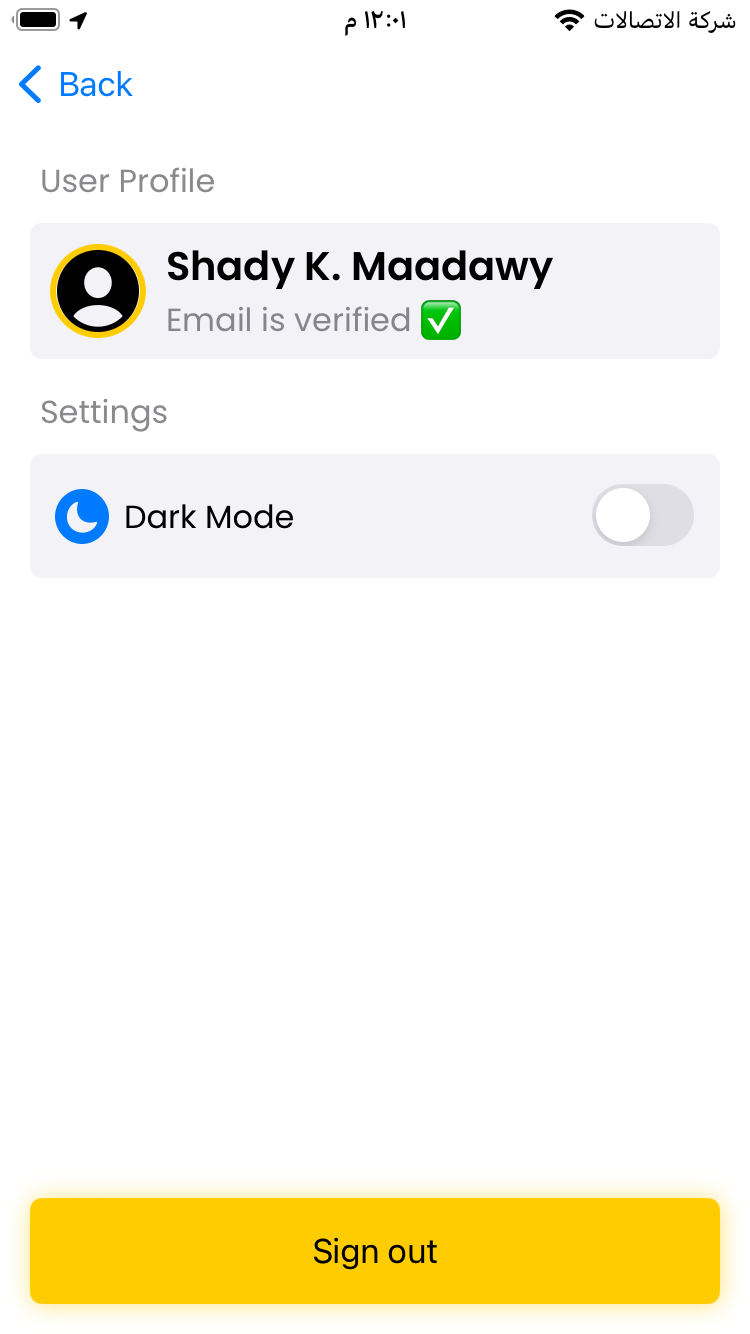 شركة الاتصالات
١٢:٠١ م
Back
User Profile
Shady K. Maadawy
Email is verified ✅
Settings
Dark Mode
Sign out